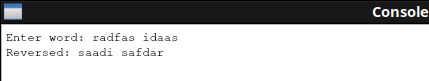 Console
Enter word: radfas idaas
Reversed: saadi safdar